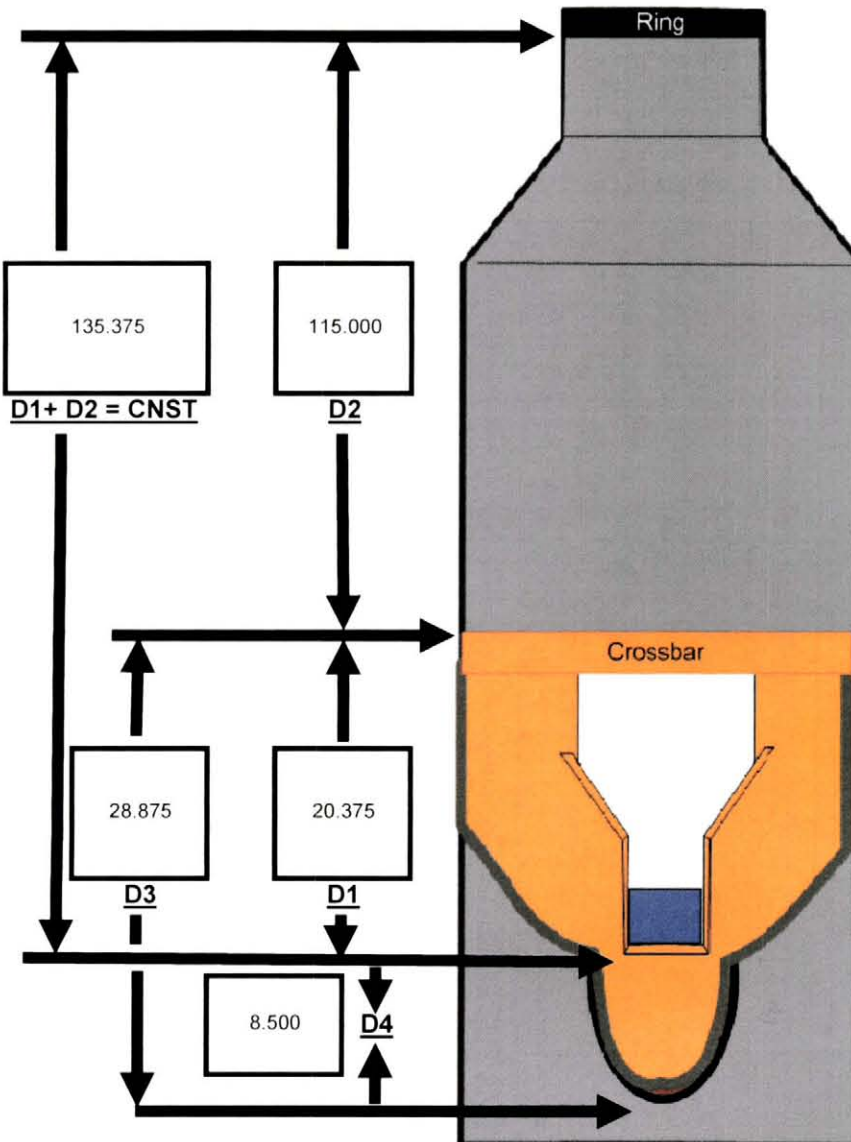 Ring
135.375
115.000
D1+ D2 = CNST
D2
Crossbar
28.875
20.375
D3
D1
8.500
D4